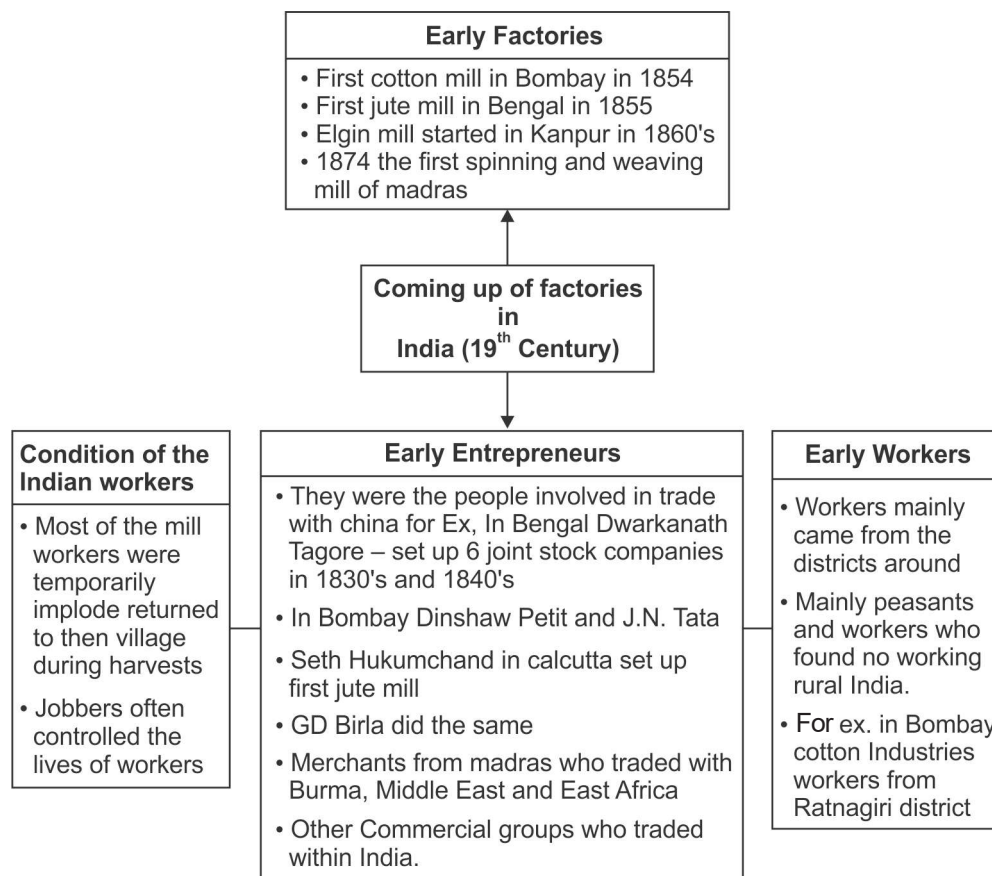 Early Factories
• First cotton mill in Bombay in 1854
• First jute mill in Bengal in 1855
• Elgin mill started in Kanpur in 1860's
• 1874 the first spinning and weaving
mill of madras
Coming up of factories
in
India (19th Century)
Condition of the
Indian workers
• Most of the mill
workers were
temporarily
implode returned
to then village
during harvests
• Jobbers often
controlled the
lives of workers
Early Entrepreneurs
• They were the people involved in trade
with china for Ex, In Bengal Dwarkanath
Tagore – set up 6 joint stock companies
in 1830's and 1840's
• In Bombay Dinshaw Petit and J.N. Tata
• Seth Hukumchand in calcutta set up
first jute mill
• GD Birla did the same
• Merchants from madras who traded with
Burma, Middle East and East Africa
• Other Commercial groups who traded
within India.
Early Workers
• Workers mainly
came from the
districts around
• Mainly peasants
and workers who
found no working
rural India.
• For ex. in Bombay
cotton Industries
workers from
Ratnagiri district